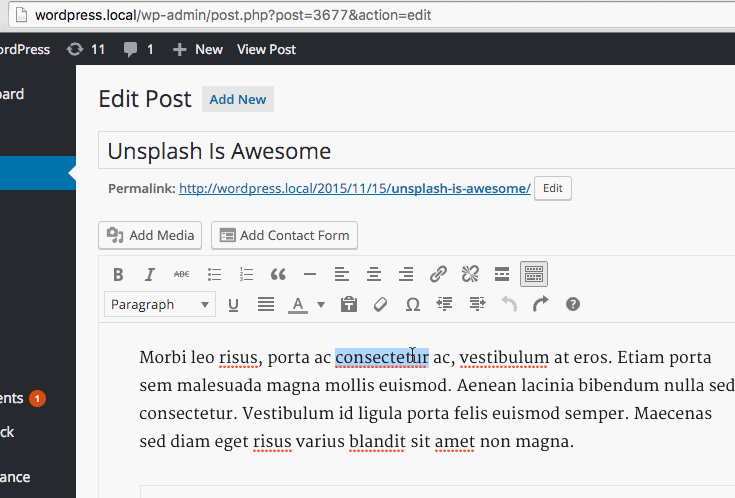 wordpress.local/wp-admin/post.php?post=3677&action=edit
ordPress 11 1 New View Post
oard
Edit Post Add New
Unsplash Is Awesome
Permalink: http://wordpress.local/2015/11/15/unsplash-is-awesome/ Edit
Add Media Add Contact Form
B I ABC
Paragraph U A Ω ?
Morbi leo risus, porta ac consectetur ac, vestibulum at eros. Etiam porta
sem malesuada magna mollis euismod. Aenean lacinia bibendum nulla sed
consectetur. Vestibulum id ligula porta felis euismod semper. Maecenas
sed diam eget risus varius blandit sit amet non magna.
ents 1
ck
ance